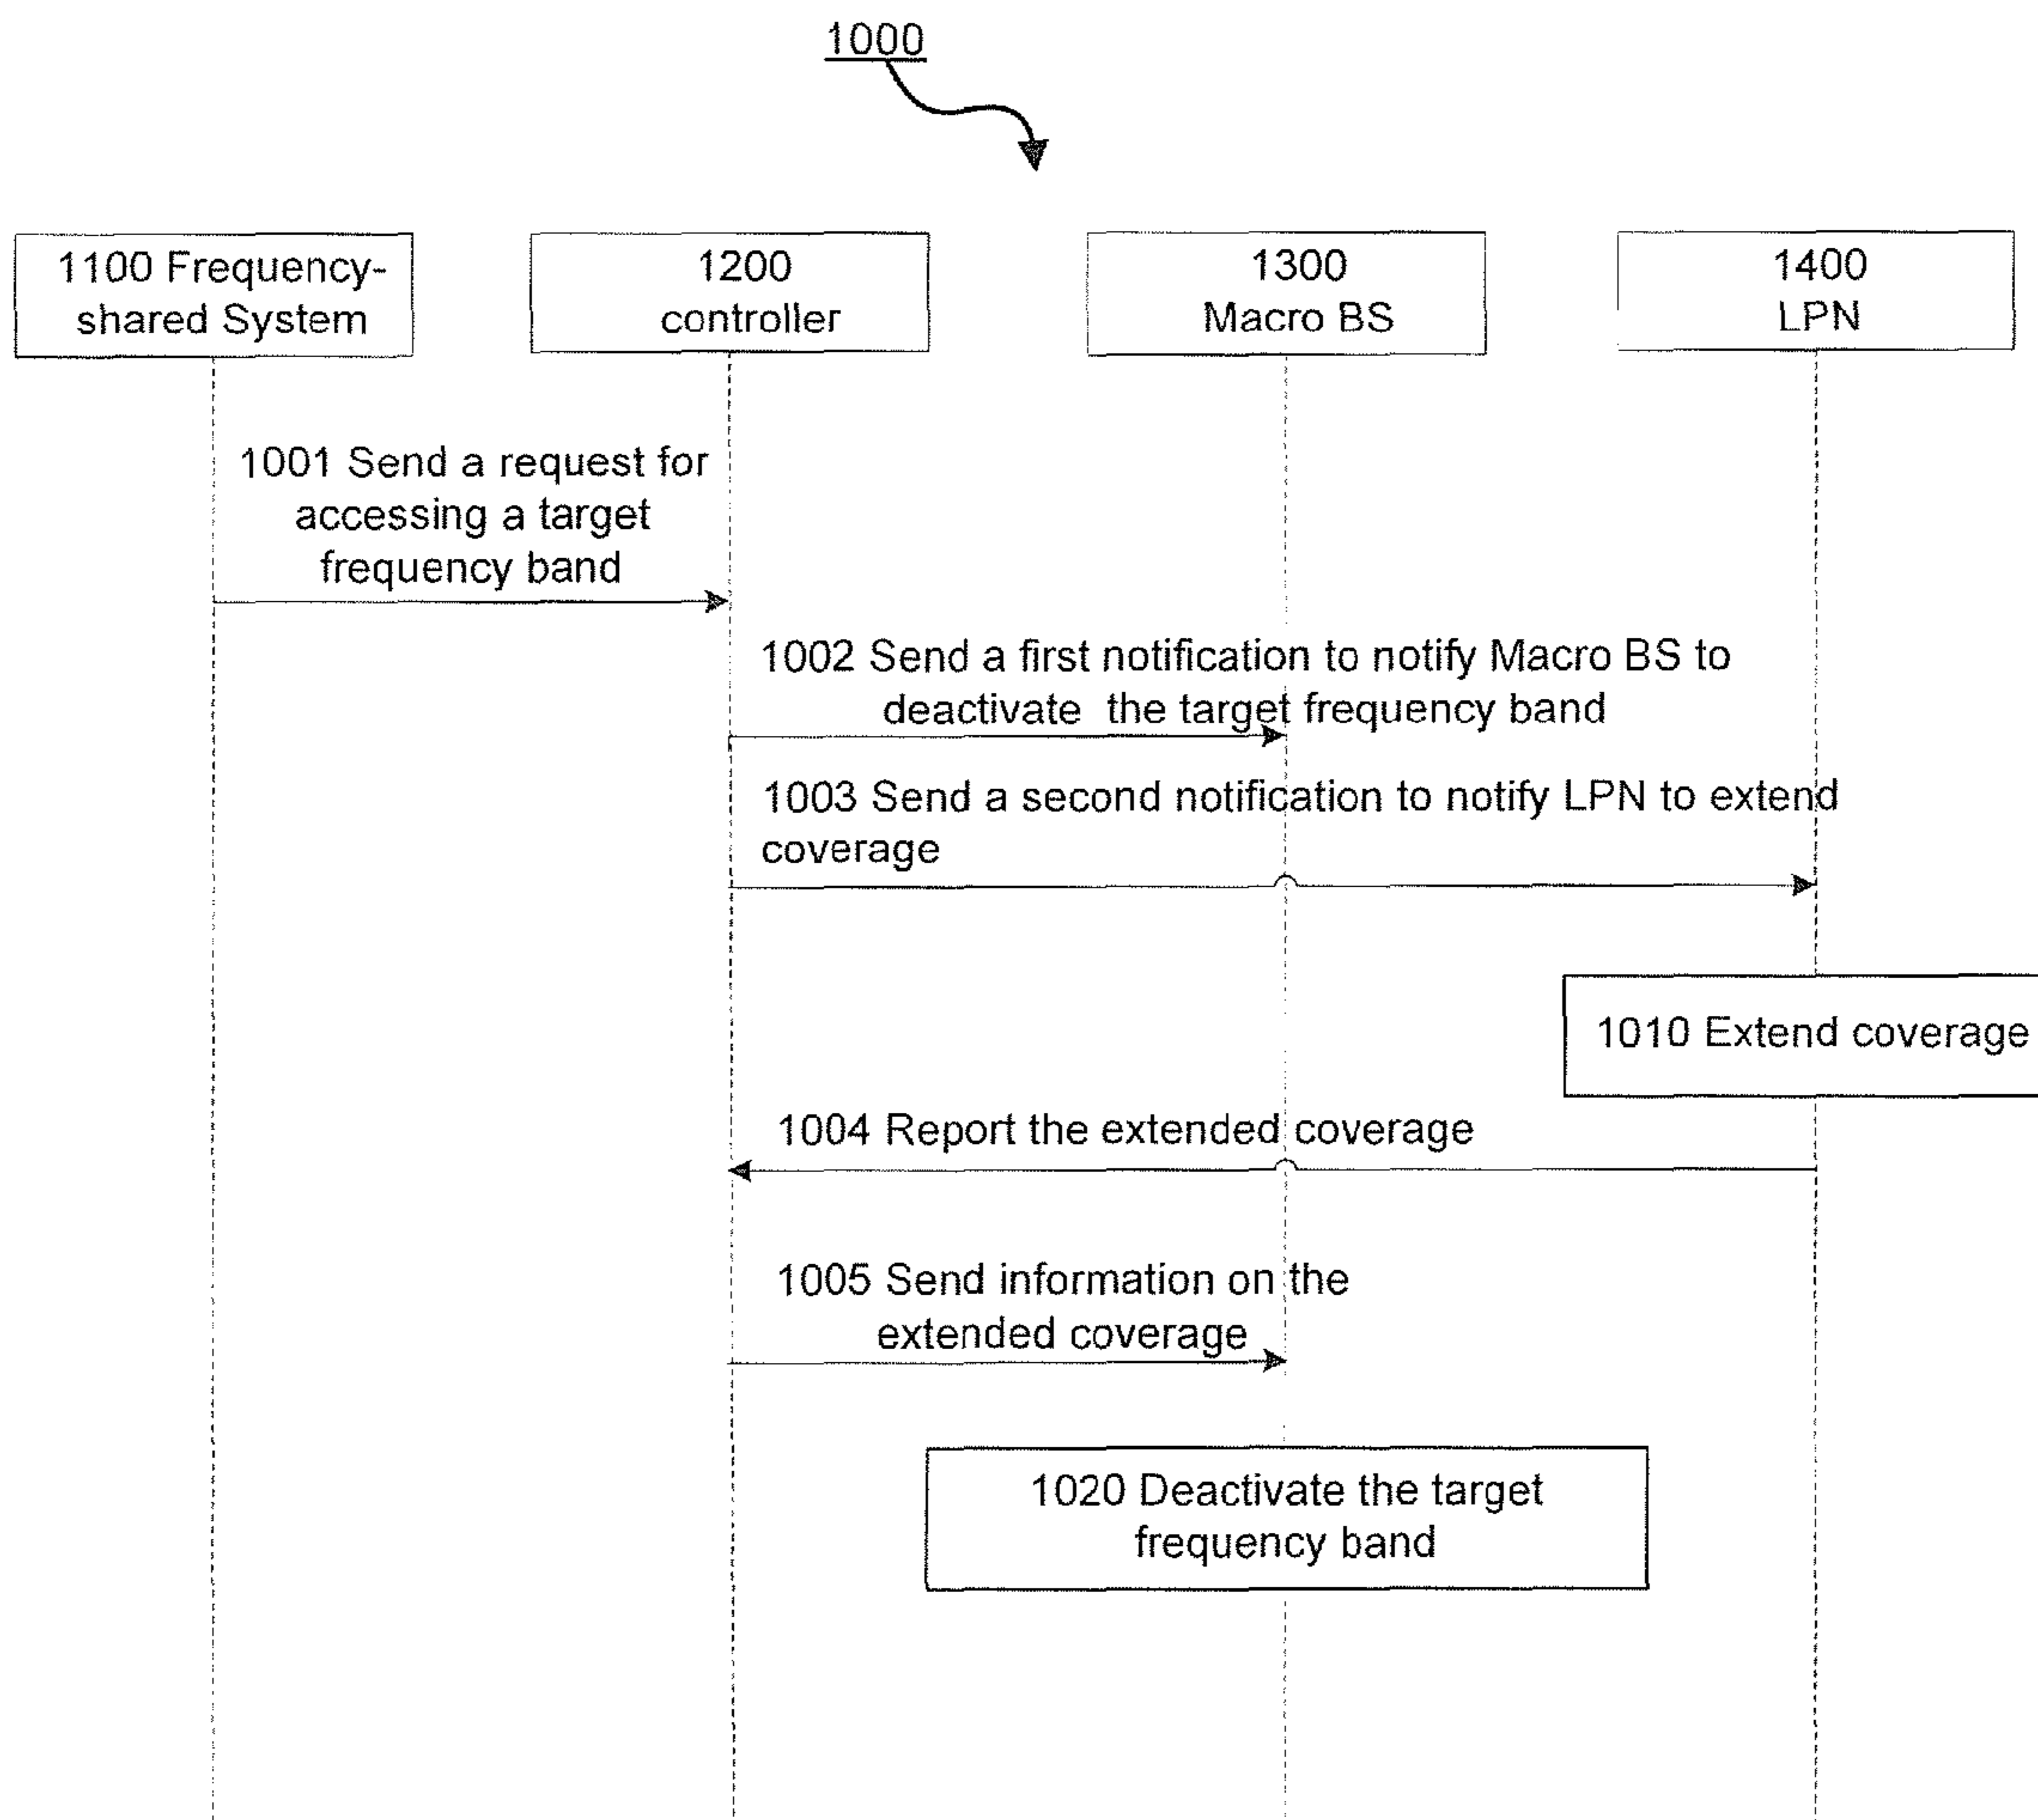 1000
1100 Frequency-
shared System
1200
controller
1300
Macro BS
1400
LPN
1001 Send a request for
accessing a target
frequency band
1002 Send a first notification to notify Macro BS to
deactivate the target frequency band
1003 Send a second notification to notify LPN to extend
coverage
1010 Extend coverage
1004 Report the extended coverage
1005 Send information on the
extended coverage
1020 Deactivate the target
frequency band